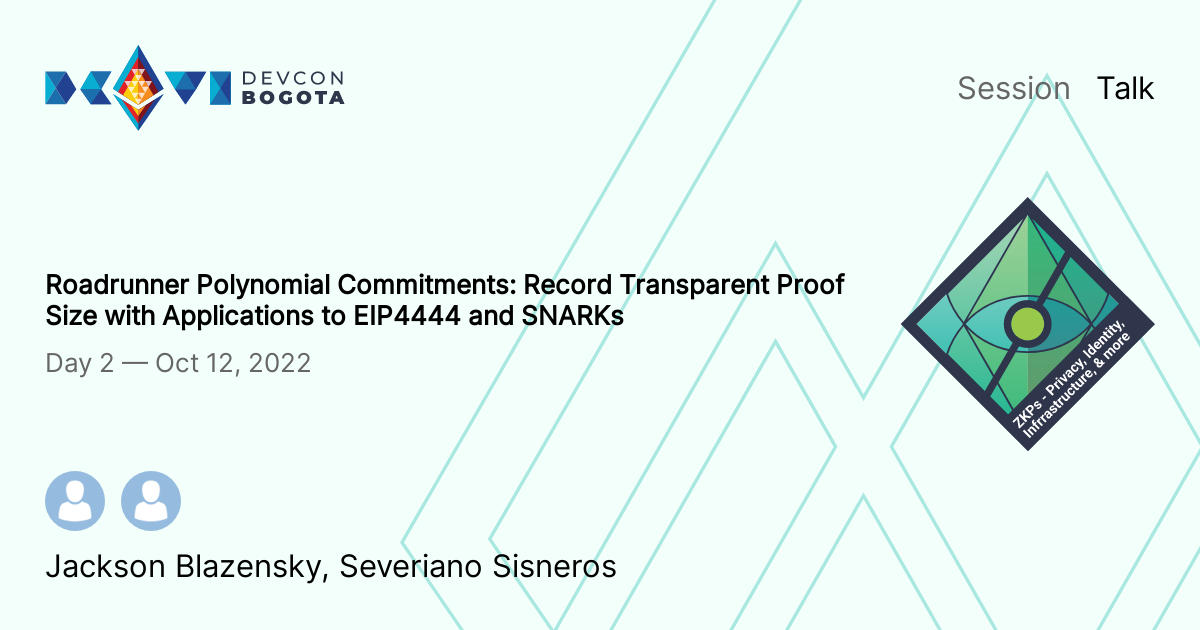 DEVCON
BOGOTA
Session Talk
Roadrunner Polynomial Commitments: Record Transparent Proof
Size with Applications to EIP4444 and SNARKs
Day 2 — Oct 12, 2022
ZKPs - Privacy, Identity,
Infrrastructure, & more
Jackson Blazensky, Severiano Sisneros